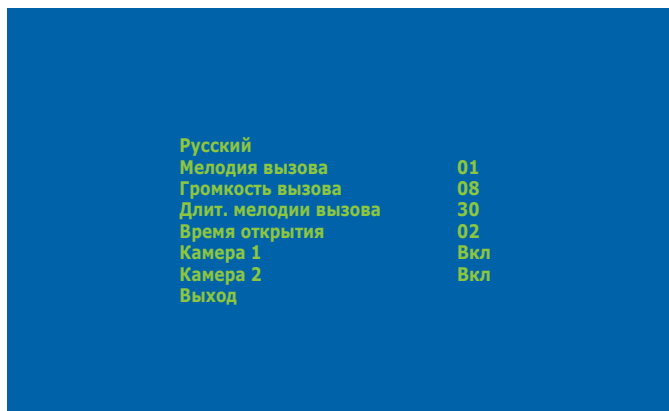 Русский
Мелодия вызова 01
Громкость вызова 08
Длит. мелодии вызова 30
Время открытия 02
Камера 1 Вкл
Камера 2 Вкл
Выход